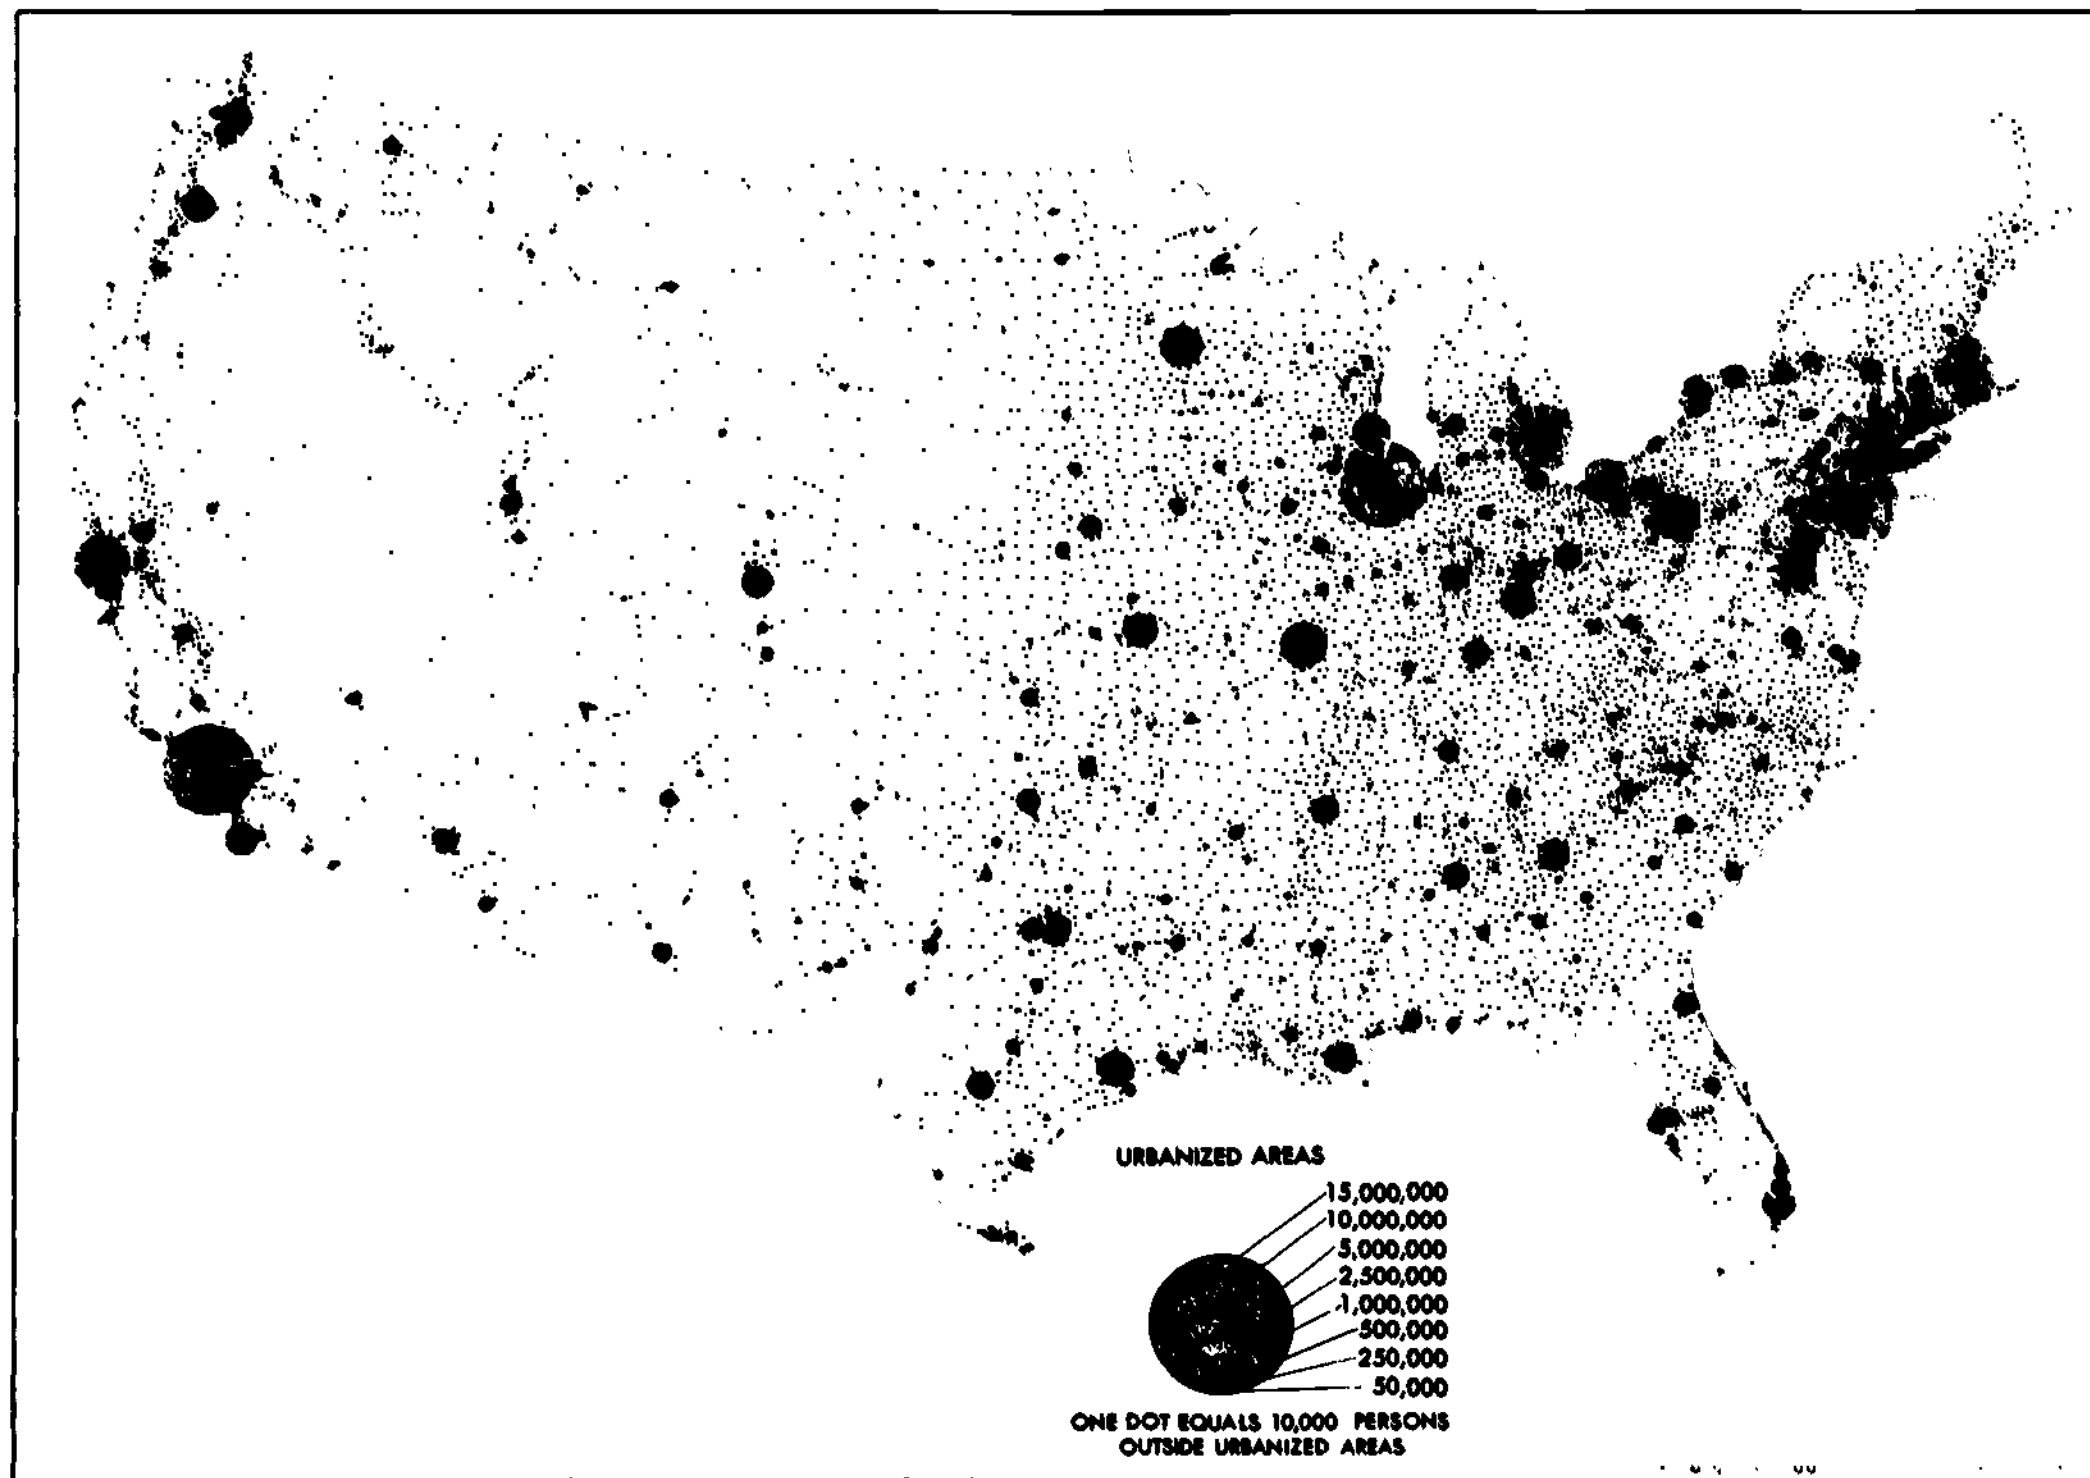 URBANIZED AREAS
15,000,000
10,000,000
5,000,000
2,500,000
1,000,000
500,000
250,000
50,000
ONE DOT EQUALS 10,000 PERSONS
OUTSIDE URBANIZED AREAS